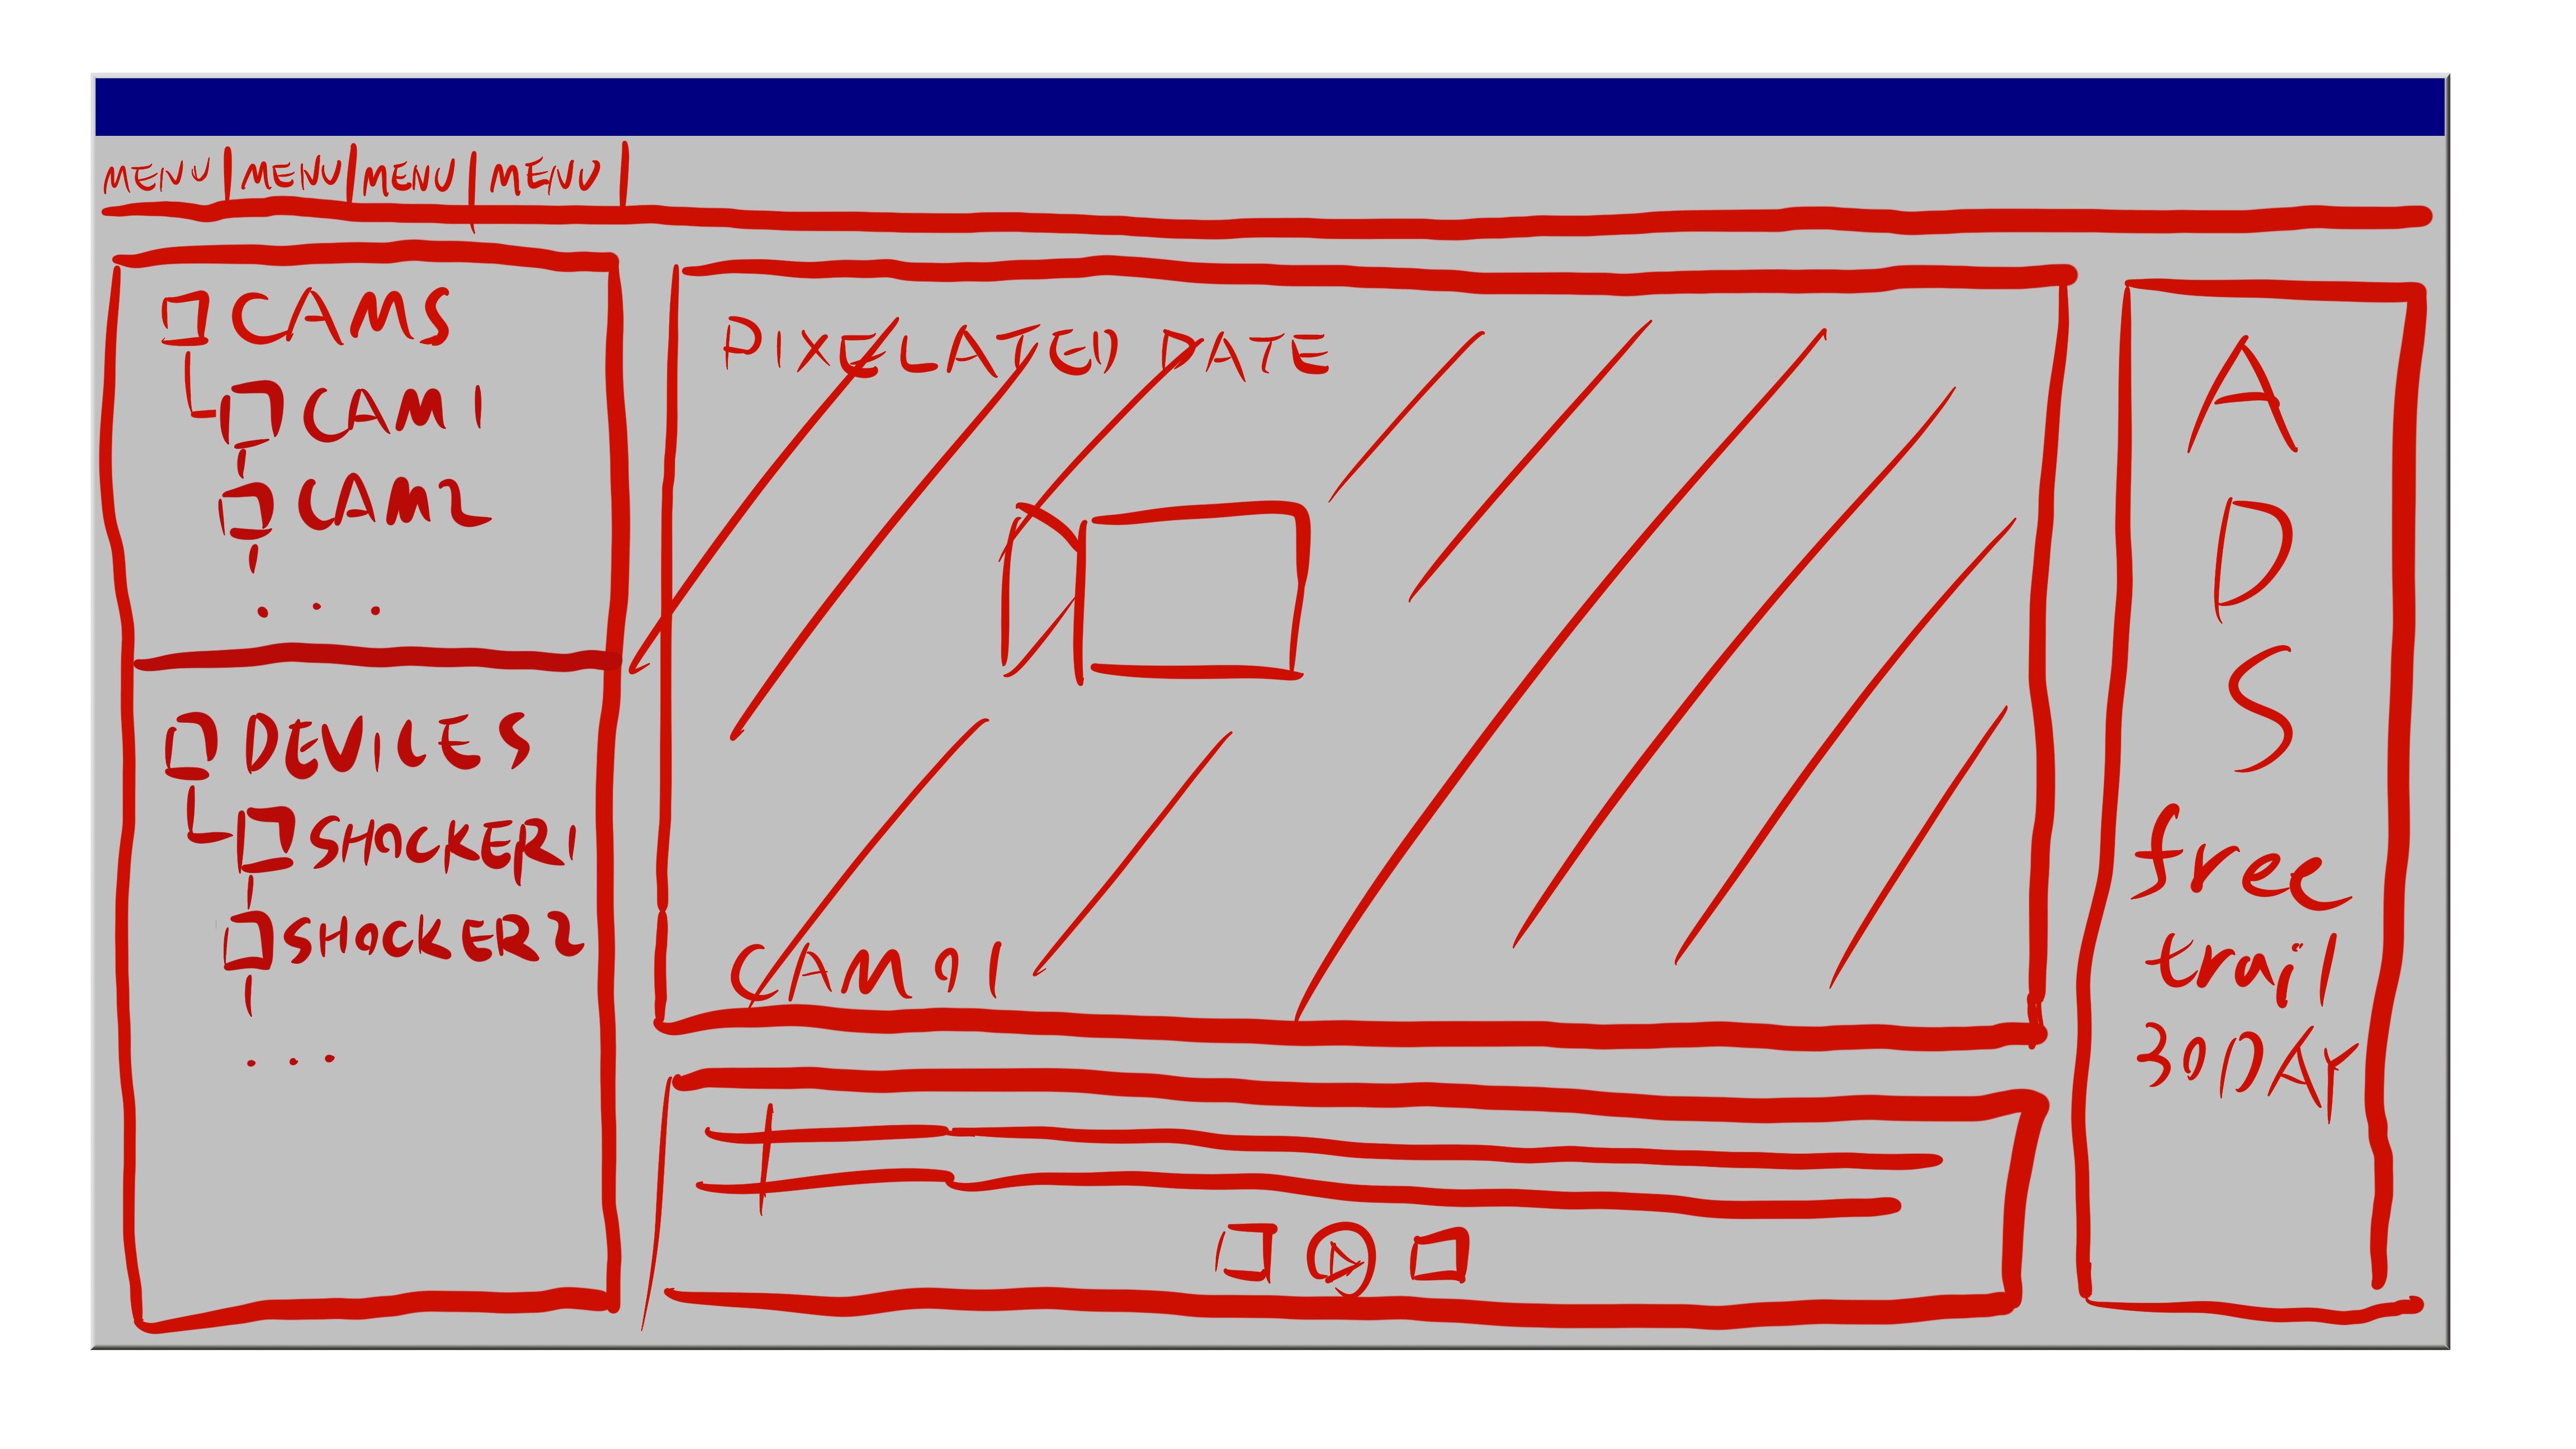 MENU MENU MENU MENU
CAMS
CAM1
CAM2
...
DEVICES
SHOCKER1
SHOCKER2
...
PIXELATED DATE
CAM 01
ADS
free
trail
30DAY